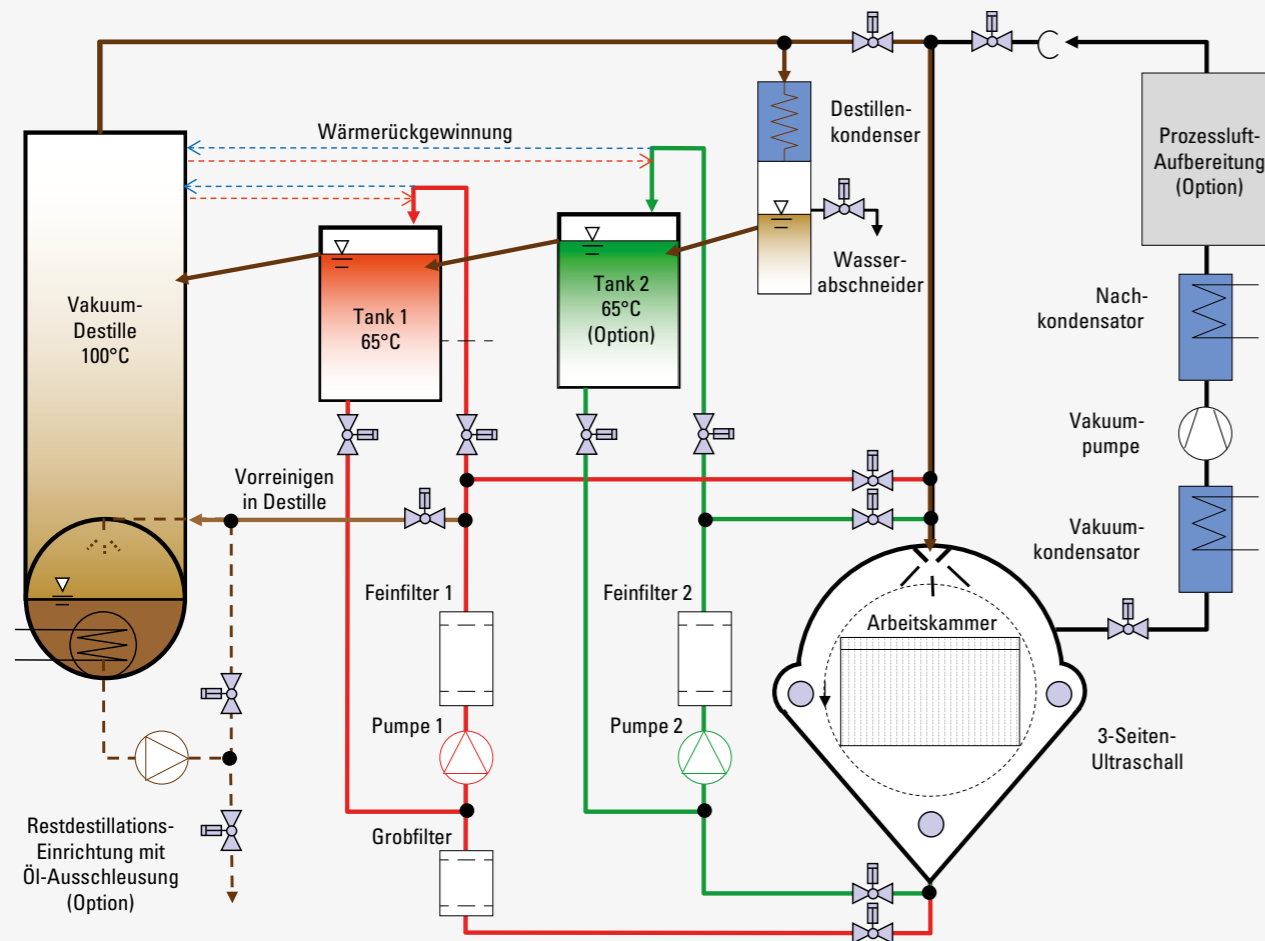 Wärmerückgewinnung
Destillen-
kondenser
Prozessluft-
Aufbereitung
(Option)
Vakuum-
Destille
100°C
Tank 1
65°C
Tank 2
65°C
(Option)
Wasser-
abschneider
Nach-
kondensator
Vakuum-
pumpe
Vorreinigen
in Destille
Vakuum-
kondensator
Feinfilter 1
Feinfilter 2
Arbeitskammer
Pumpe 1
Pumpe 2
3-Seiten-
Ultraschall
Restdestillations-
Einrichtung mit
Öl-Ausschleusung
(Option)
Grobfilter